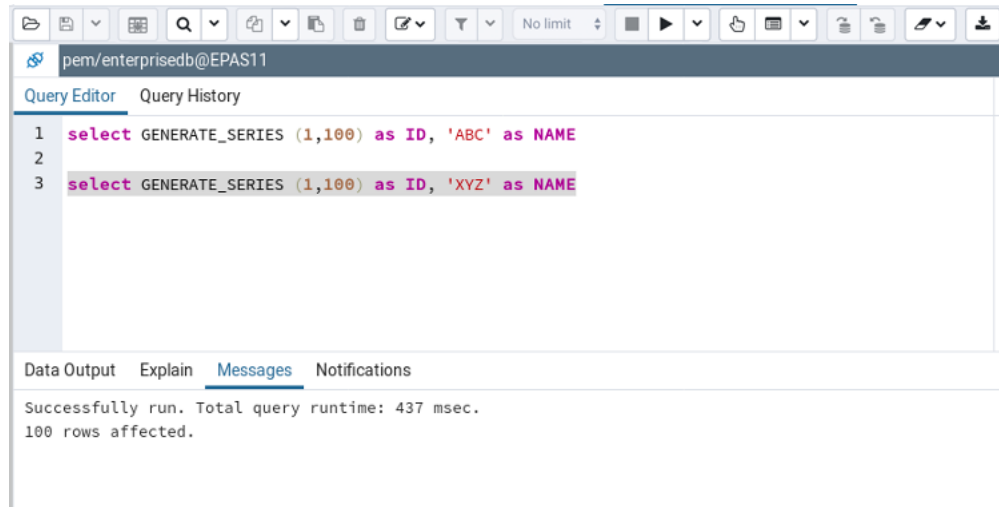 No limit
pem/enterprisedb@EPAS11
Query Editor Query History
1 select GENERATE_SERIES (1,100) as ID, 'ABC' as NAME
2
3 select GENERATE_SERIES (1,100) as ID, 'XYZ' as NAME
Data Output Explain Messages Notifications
Successfully run. Total query runtime: 437 msec.
100 rows affected.